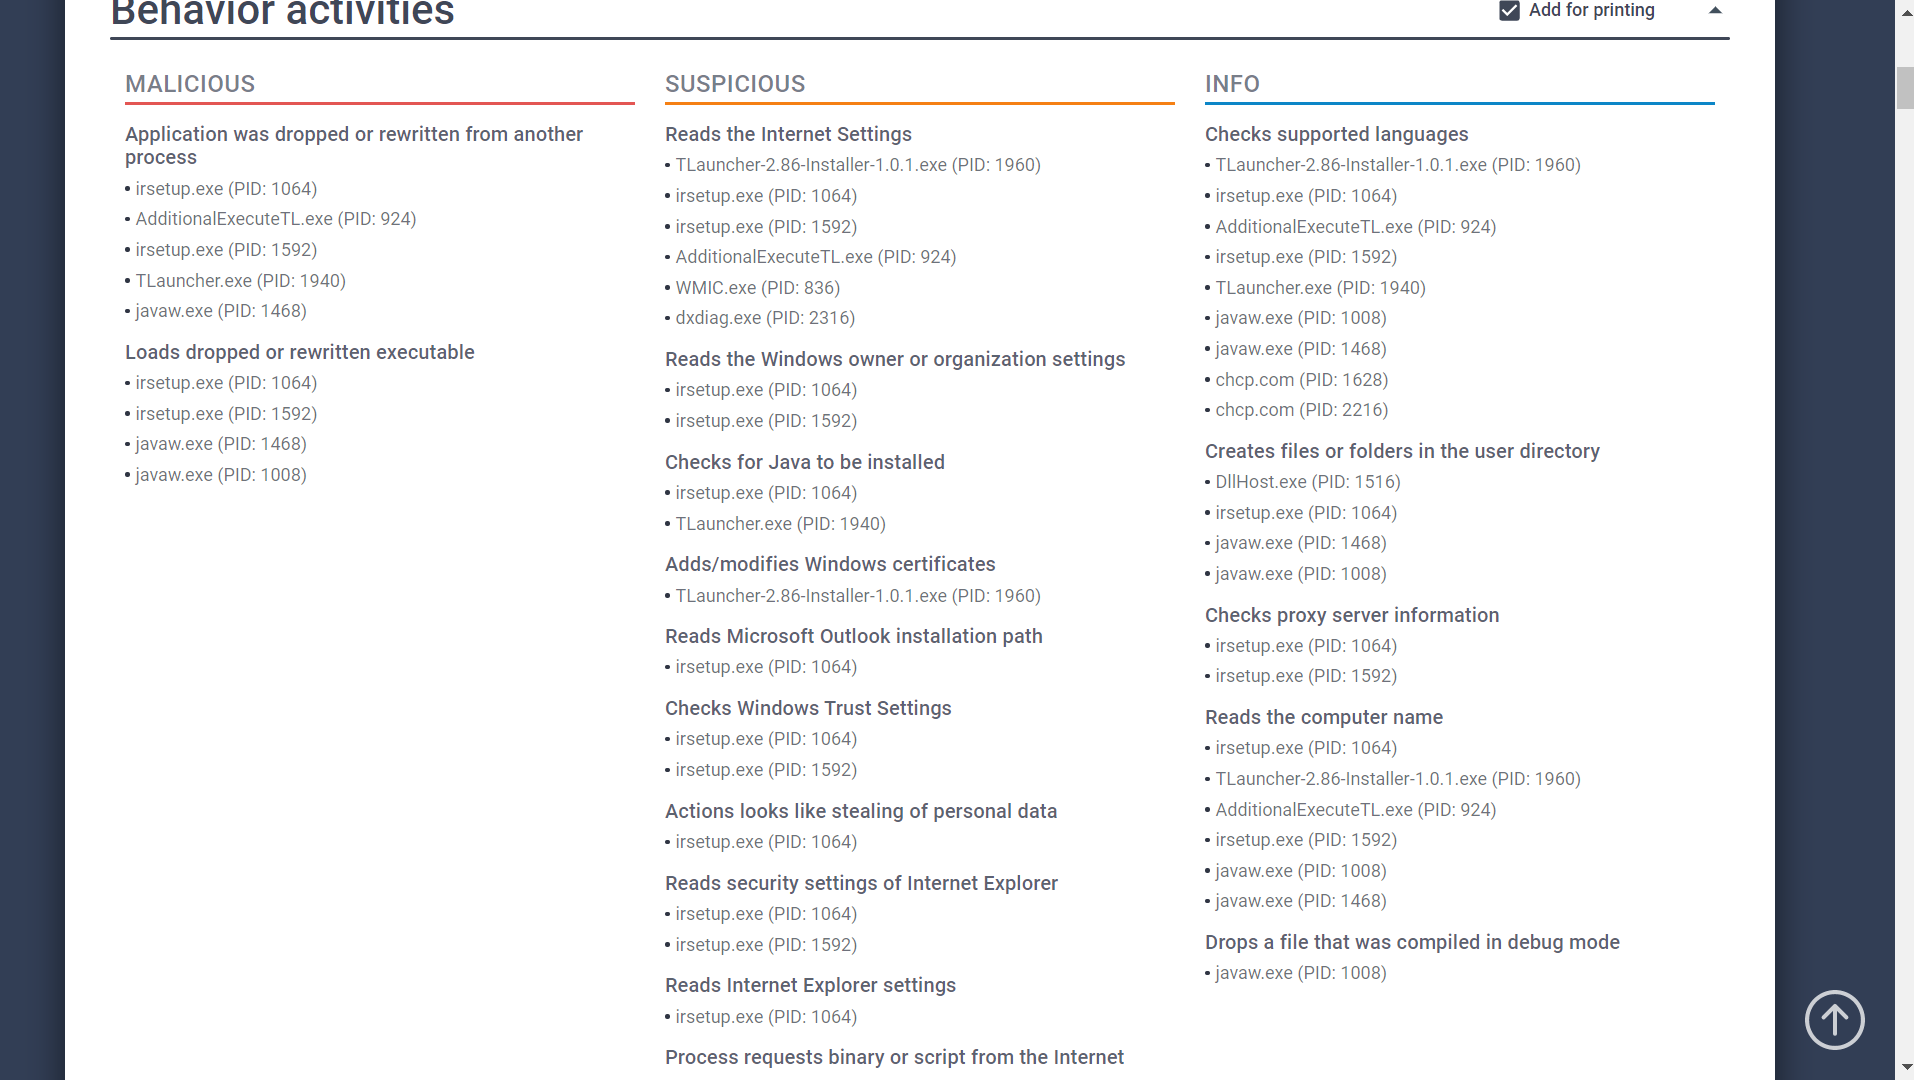 Behavior activities
Add for printing
MALICIOUS
Application was dropped or rewritten from another
process
• irsetup.exe (PID: 1064)
• AdditionalExecuteTL.exe (PID: 924)
• irsetup.exe (PID: 1592)
• TLauncher.exe (PID: 1940)
• javaw.exe (PID: 1468)
Loads dropped or rewritten executable
• irsetup.exe (PID: 1064)
• irsetup.exe (PID: 1592)
• javaw.exe (PID: 1468)
• javaw.exe (PID: 1008)
SUSPICIOUS
Reads the Internet Settings
• TLauncher-2.86-Installer-1.0.1.exe (PID: 1960)
• irsetup.exe (PID: 1064)
• irsetup.exe (PID: 1592)
• AdditionalExecuteTL.exe (PID: 924)
• WMIC.exe (PID: 836)
• dxdiag.exe (PID: 2316)
Reads the Windows owner or organization settings
• irsetup.exe (PID: 1064)
• irsetup.exe (PID: 1592)
Checks for Java to be installed
• irsetup.exe (PID: 1064)
• TLauncher.exe (PID: 1940)
Adds/modifies Windows certificates
• TLauncher-2.86-Installer-1.0.1.exe (PID: 1960)
Reads Microsoft Outlook installation path
• irsetup.exe (PID: 1064)
Checks Windows Trust Settings
• irsetup.exe (PID: 1064)
• irsetup.exe (PID: 1592)
Actions looks like stealing of personal data
• irsetup.exe (PID: 1064)
Reads security settings of Internet Explorer
• irsetup.exe (PID: 1064)
• irsetup.exe (PID: 1592)
Reads Internet Explorer settings
• irsetup.exe (PID: 1064)
Process requests binary or script from the Internet
INFO
Checks supported languages
• TLauncher-2.86-Installer-1.0.1.exe (PID: 1960)
• irsetup.exe (PID: 1064)
• AdditionalExecuteTL.exe (PID: 924)
• irsetup.exe (PID: 1592)
• TLauncher.exe (PID: 1940)
• javaw.exe (PID: 1008)
• javaw.exe (PID: 1468)
• chcp.com (PID: 1628)
• chcp.com (PID: 2216)
Creates files or folders in the user directory
• DllHost.exe (PID: 1516)
• irsetup.exe (PID: 1064)
• javaw.exe (PID: 1468)
• javaw.exe (PID: 1008)
Checks proxy server information
• irsetup.exe (PID: 1064)
• irsetup.exe (PID: 1592)
Reads the computer name
• irsetup.exe (PID: 1064)
• TLauncher-2.86-Installer-1.0.1.exe (PID: 1960)
• AdditionalExecuteTL.exe (PID: 924)
• irsetup.exe (PID: 1592)
• javaw.exe (PID: 1008)
• javaw.exe (PID: 1468)
Drops a file that was compiled in debug mode
• javaw.exe (PID: 1008)